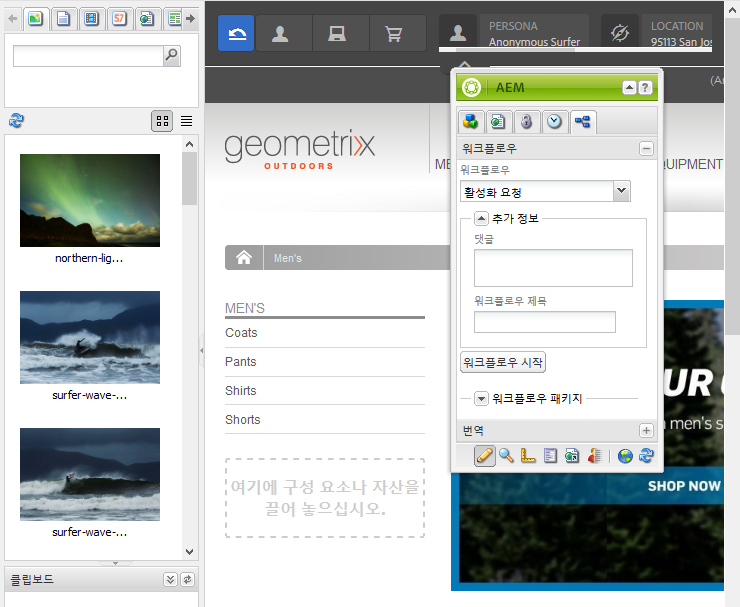 S7
northern-lig...
surfer-wave-...
surfer-wave-...
클립보드
PERSONA
Anonymous Surfer
LOCATION
95113 San Jos
(Ar
geometrixx
OUTDOORS
ME
QUIPMENT
Men's
MEN'S
Coats
Pants
Shirts
Shorts
여기에 구성 요소나 자산을
끌어 놓으십시오.
AEM
?
워크플로우
워크플로우
활성화 요청
추가 정보
댓글
워크플로우 제목
워크플로우 시작
워크플로우 패키지
번역
UR
men's s
SHOP NOW